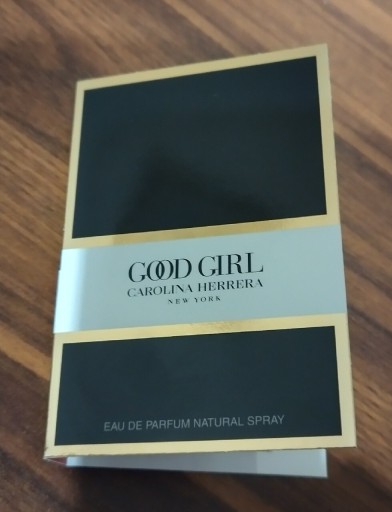 GOOD GIRL
CAROLINA HERRERA
NEW YORK
EAU DE PARFUM NATURAL SPRAY